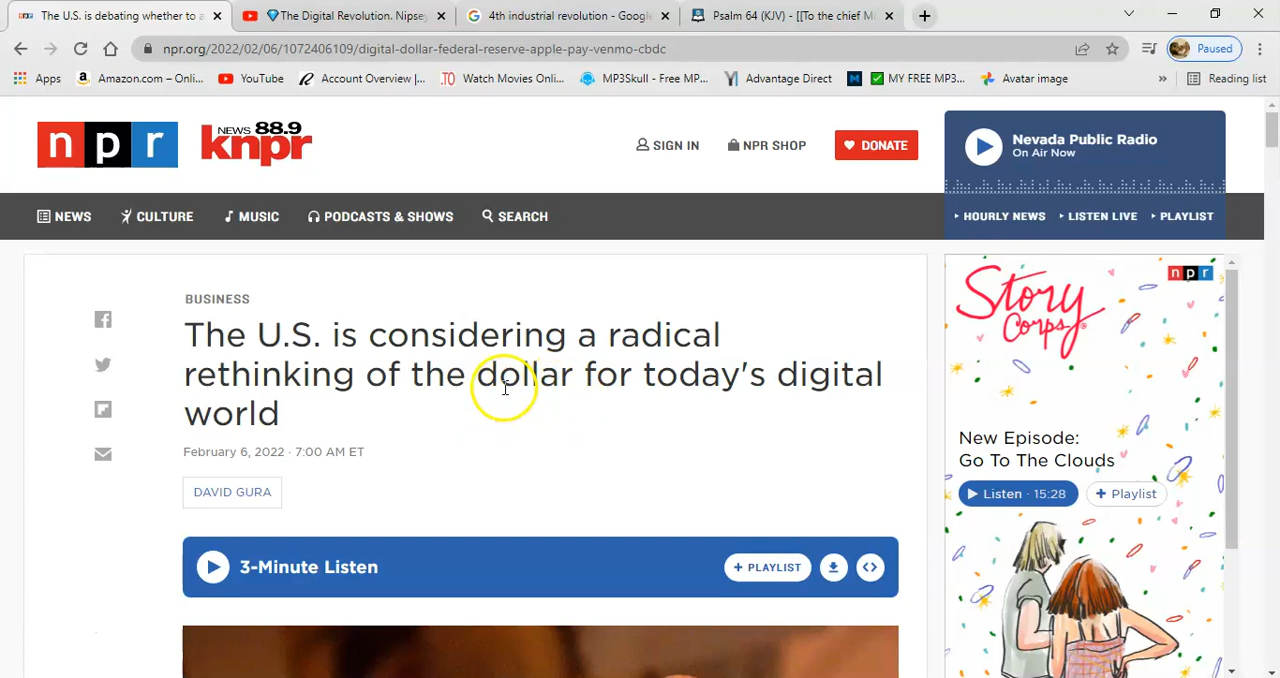 The U.S. is debating whether to a
The Digital Revolution. Nipsey
4th industrial revolution - Google
Psalm 64 (KJV) - [[To the chief M
npr.org/2022/02/06/1072406109/digital-dollar-federal-reserve-apple-pay-venmo-cbdc
Paused
Apps
Amazon.com – Onli...
YouTube
Account Overview |...
Watch Movies Onlin...
MP3Skull - Free MP...
Advantage Direct
MY FREE MP3...
Avatar image
»
Reading list
npr
NEWS 88.9
knpr
SIGN IN
NPR SHOP
DONATE
Nevada Public Radio
On Air Now
NEWS
CULTURE
MUSIC
PODCASTS & SHOWS
SEARCH
HOURLY NEWS
LISTEN LIVE
PLAYLIST
BUSINESS
The U.S. is considering a radical
rethinking of the dollar for today's digital
world
February 6, 2022 · 7:00 AM ET
DAVID GURA
3-Minute Listen
+ PLAYLIST
npr
Story
Corps
New Episode:
Go To The Clouds
Listen · 15:28
+ Playlist